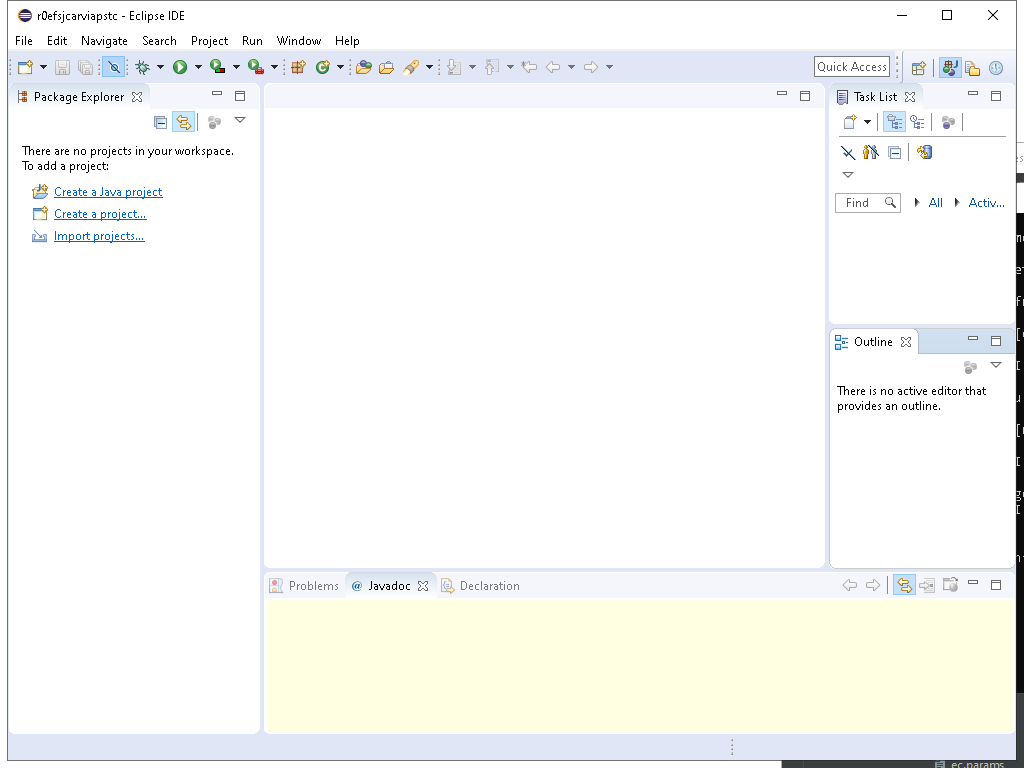 r0efsjcarviapstc - Eclipse IDE
File Edit Navigate Search Project Run Window Help
Quick Access
Package Explorer
There are no projects in your workspace.
To add a project:
Create a Java project
Create a project...
Import projects...
Task List
Find
All
Activ...
Outline
There is no active editor that
provides an outline.
Problems
@ Javadoc
Declaration
ec.params